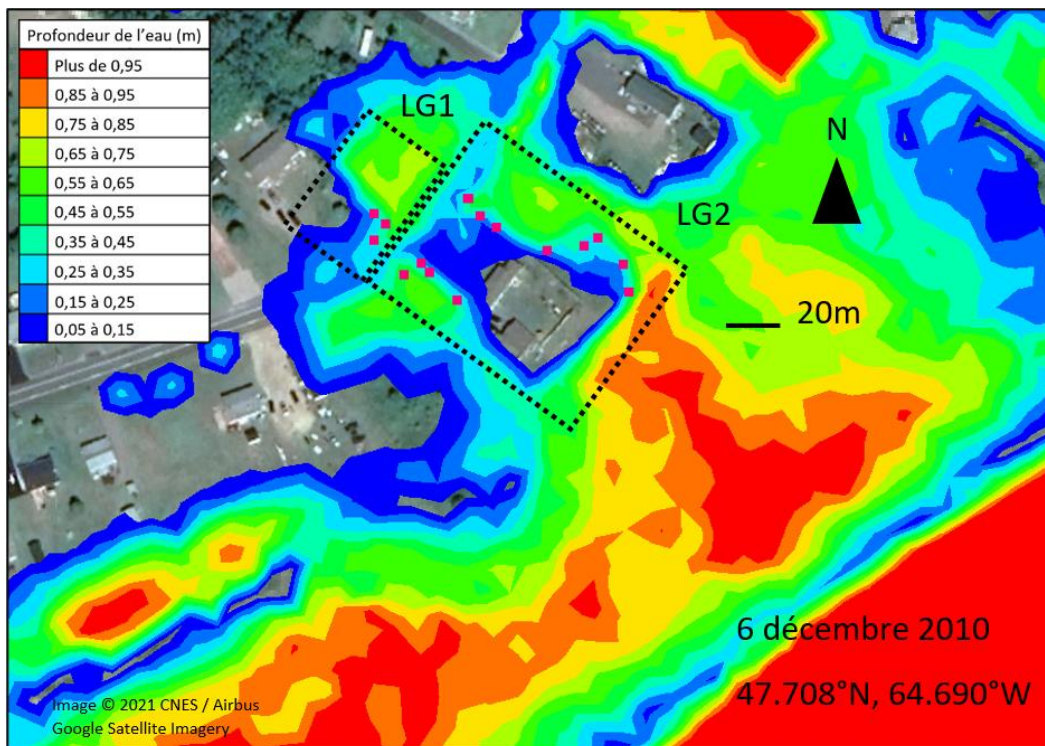 Profondeur de l’eau (m)
Plus de 0,95
0,85 à 0,95
0,75 à 0,85
0,65 à 0,75
0,55 à 0,65
0,45 à 0,55
0,35 à 0,45
0,25 à 0,35
0,15 à 0,25
0,05 à 0,15
LG1
N
LG2
20m
6 décembre 2010
47.708°N, 64.690°W
Image © 2021 CNES / Airbus
Google Satellite Imagery